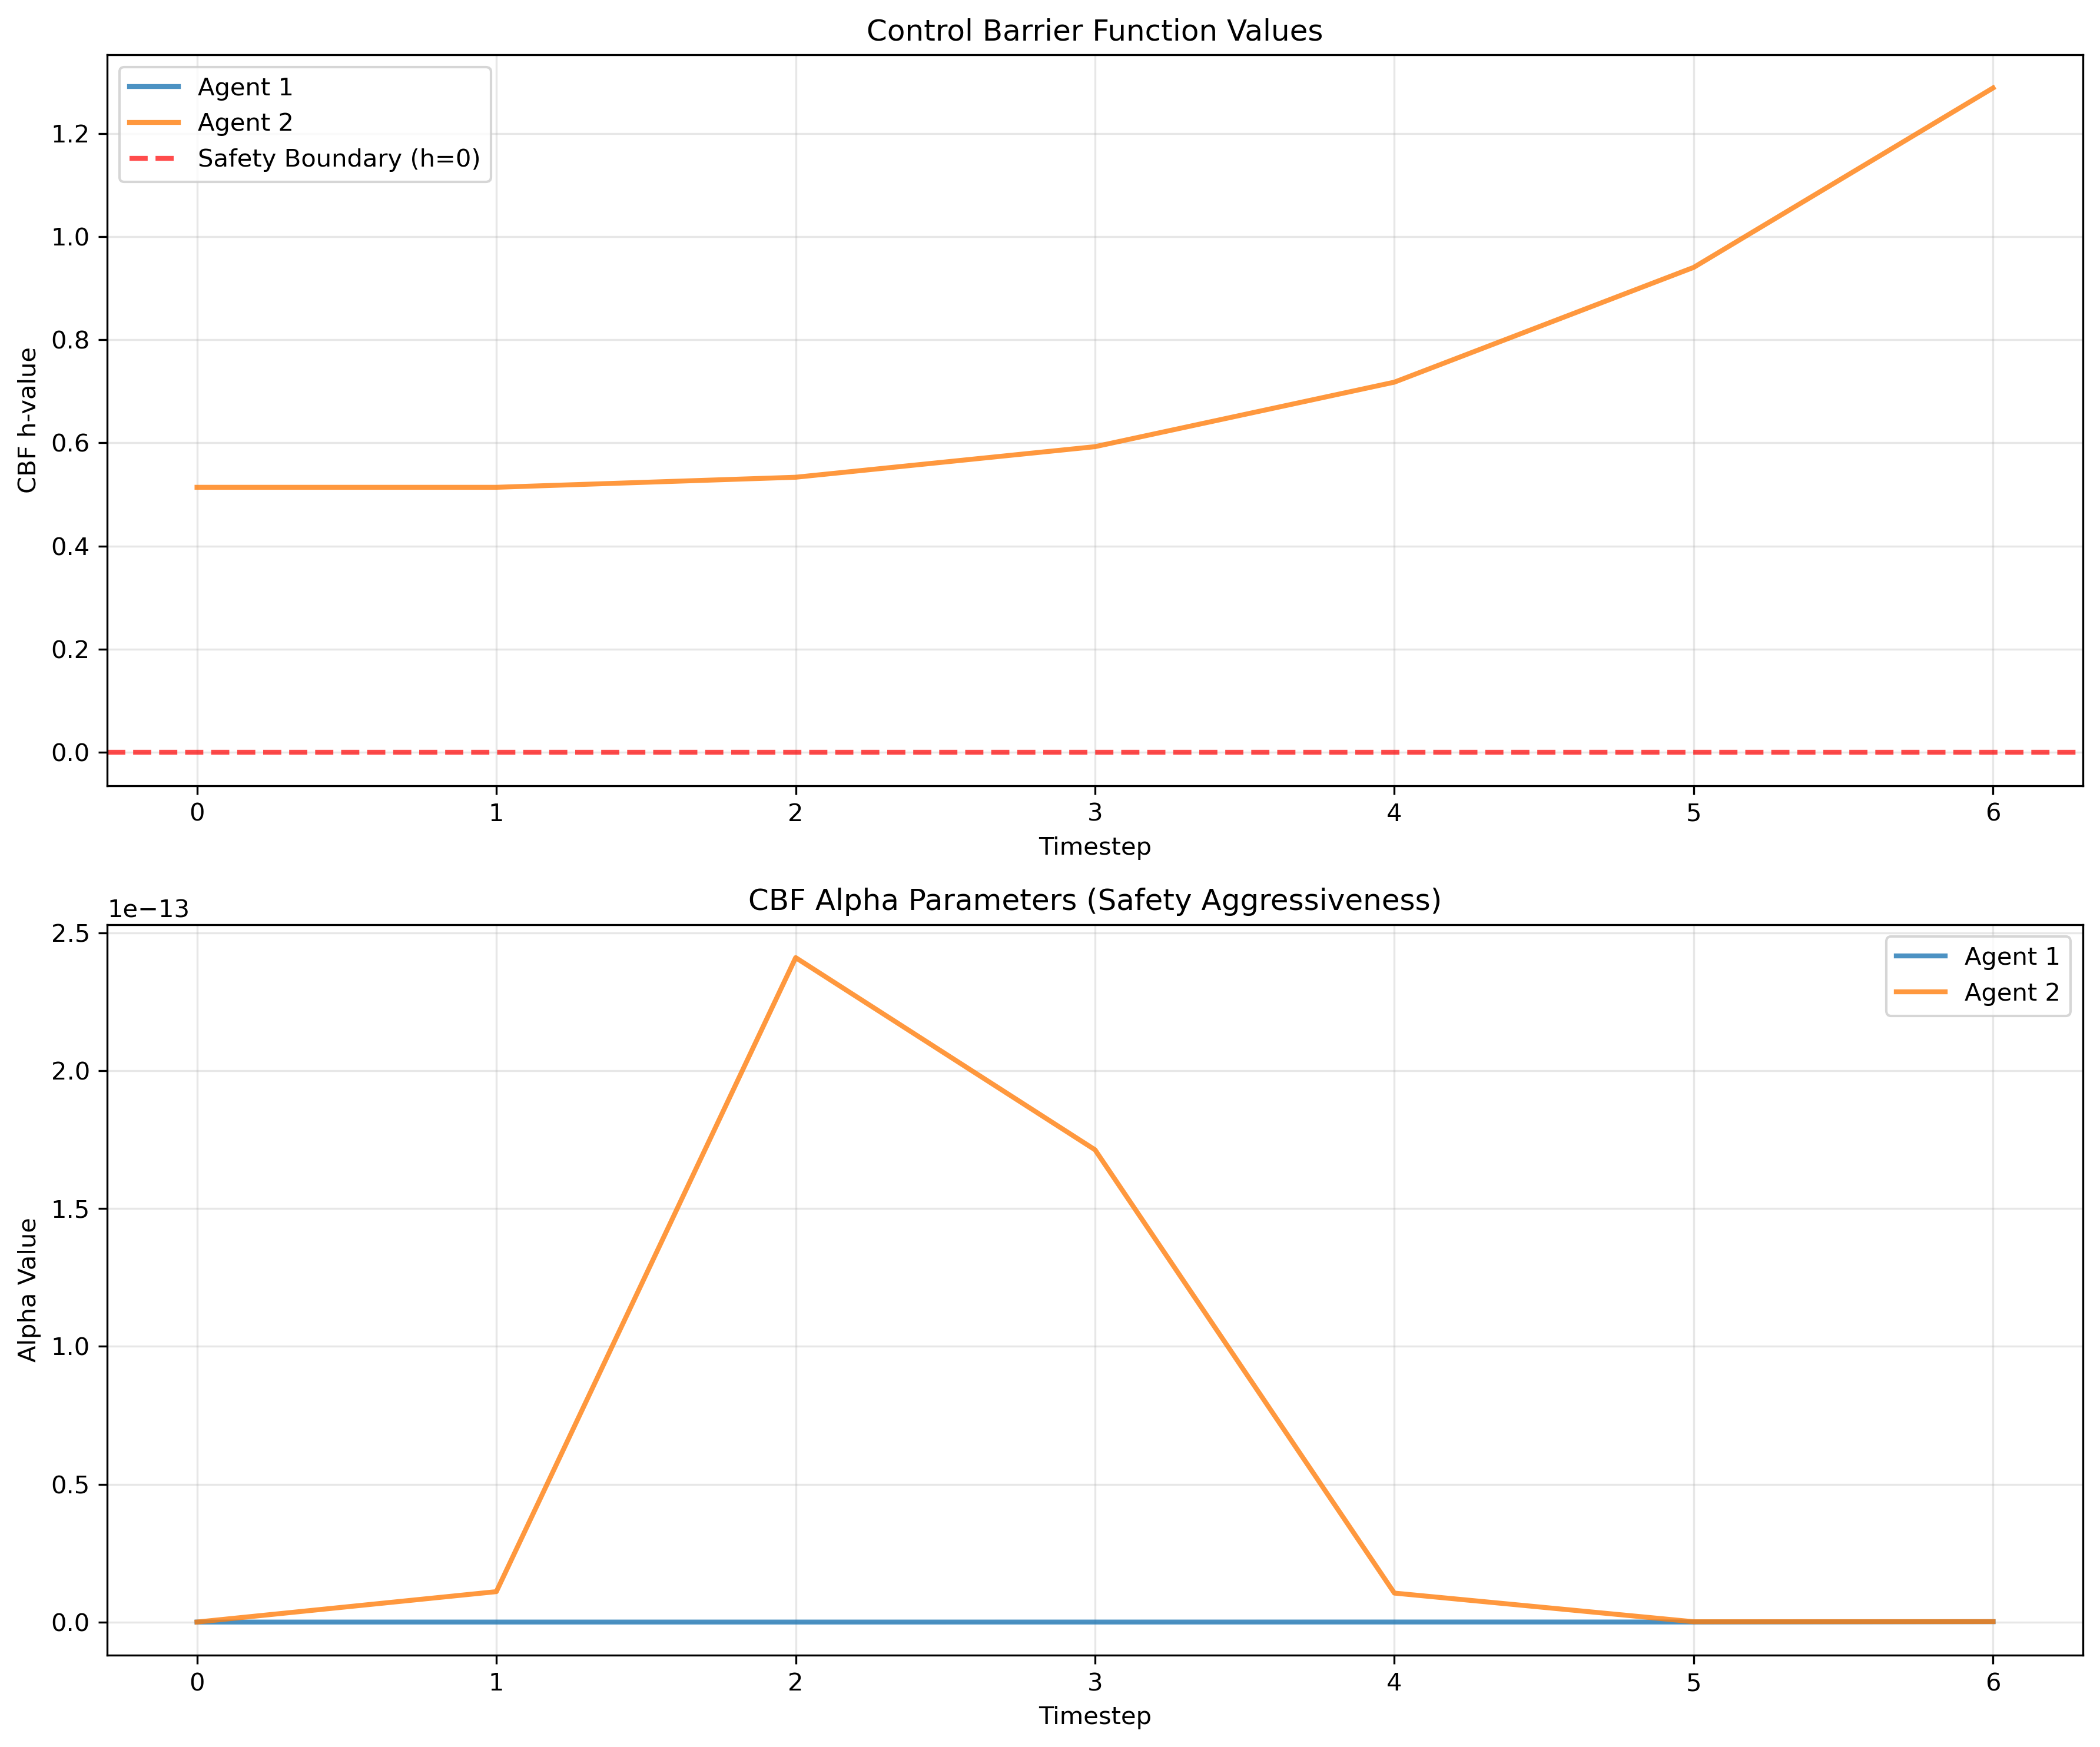 Control Barrier Function Values
Agent 1
Agent 2
Safety Boundary (h=0)
CBF h-value
1.2
1.0
0.8
0.6
0.4
0.2
0.0
0 1 2 3 4 5 6
Timestep
CBF Alpha Parameters (Safety Aggressiveness)
1e−13
Agent 1
Agent 2
Alpha Value
2.5
2.0
1.5
1.0
0.5
0.0
0 1 2 3 4 5 6
Timestep